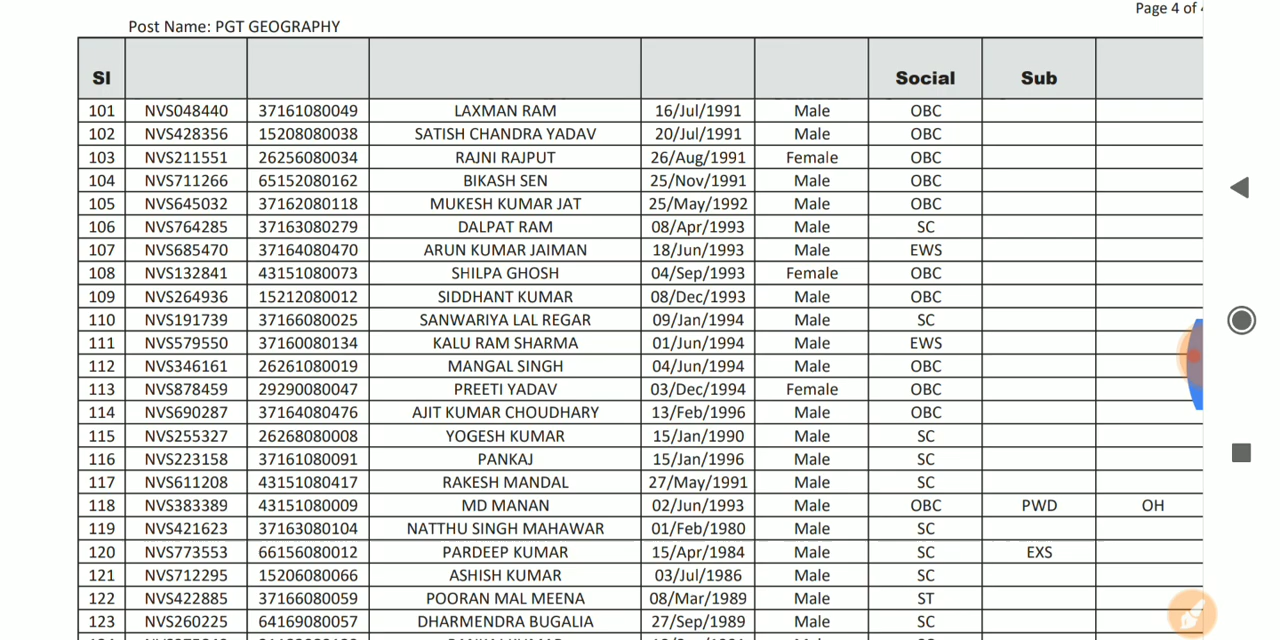 Page 4 of
Post Name: PGT GEOGRAPHY
Sl Social Sub
101 NVS048440 37161080049 LAXMAN RAM 16/Jul/1991 Male OBC
102 NVS428356 15208080038 SATISH CHANDRA YADAV 20/Jul/1991 Male OBC
103 NVS211551 26256080034 RAJNI RAJPUT 26/Aug/1991 Female OBC
104 NVS711266 65152080162 BIKASH SEN 25/Nov/1991 Male OBC
105 NVS645032 37162080118 MUKESH KUMAR JAT 25/May/1992 Male OBC
106 NVS764285 37163080279 DALPAT RAM 08/Apr/1993 Male SC
107 NVS685470 37164080470 ARUN KUMAR JAIMAN 18/Jun/1993 Male EWS
108 NVS132841 43151080073 SHILPA GHOSH 04/Sep/1993 Female OBC
109 NVS264936 15212080012 SIDDHANT KUMAR 08/Dec/1993 Male OBC
110 NVS191739 37166080025 SANWARIYA LAL REGAR 09/Jan/1994 Male SC
111 NVS579550 37160080134 KALU RAM SHARMA 01/Jun/1994 Male EWS
112 NVS346161 26261080019 MANGAL SINGH 04/Jun/1994 Male OBC
113 NVS878459 29290080047 PREETI YADAV 03/Dec/1994 Female OBC
114 NVS690287 37164080476 AJIT KUMAR CHOUDHARY 13/Feb/1996 Male OBC
115 NVS255327 26268080008 YOGESH KUMAR 15/Jan/1990 Male SC
116 NVS223158 37161080091 PANKAJ 15/Jan/1996 Male SC
117 NVS611208 43151080417 RAKESH MANDAL 27/May/1991 Male SC
118 NVS383389 43151080009 MD MANAN 02/Jun/1993 Male OBC PWD OH
119 NVS421623 37163080104 NATTHU SINGH MAHAWAR 01/Feb/1980 Male SC
120 NVS773553 66156080012 PARDEEP KUMAR 15/Apr/1984 Male SC EXS
121 NVS712295 15206080066 ASHISH KUMAR 03/Jul/1986 Male SC
122 NVS422885 37166080059 POORAN MAL MEENA 08/Mar/1989 Male ST
123 NVS260225 64169080057 DHARMENDRA BUGALIA 27/Sep/1989 Male SC